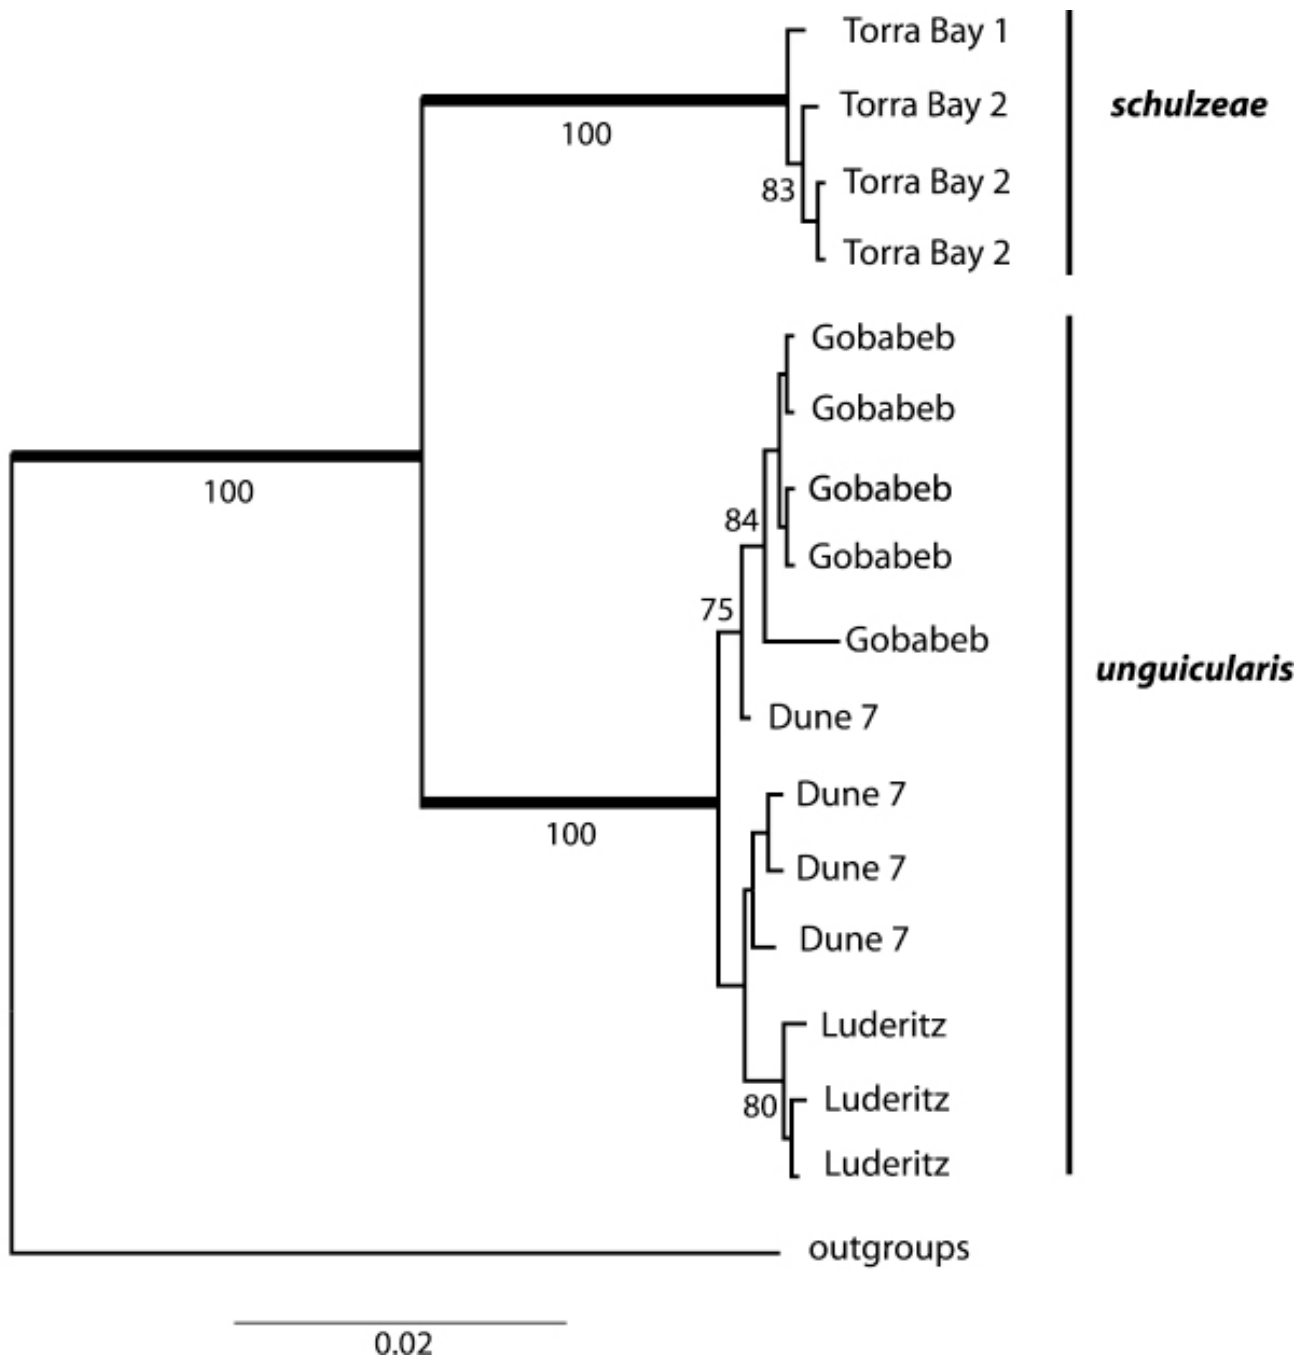 Torra Bay 1
schulzeae
Torra Bay 2
100
Torra Bay 2
83
Torra Bay 2
Gobabeb
Gobabeb
Gobabeb
100
84
Gobabeb
75
Gobabeb
unguicularis
Dune 7
Dune 7
100
Dune 7
Dune 7
Luderitz
Luderitz
80
Luderitz
outgroups
0.02